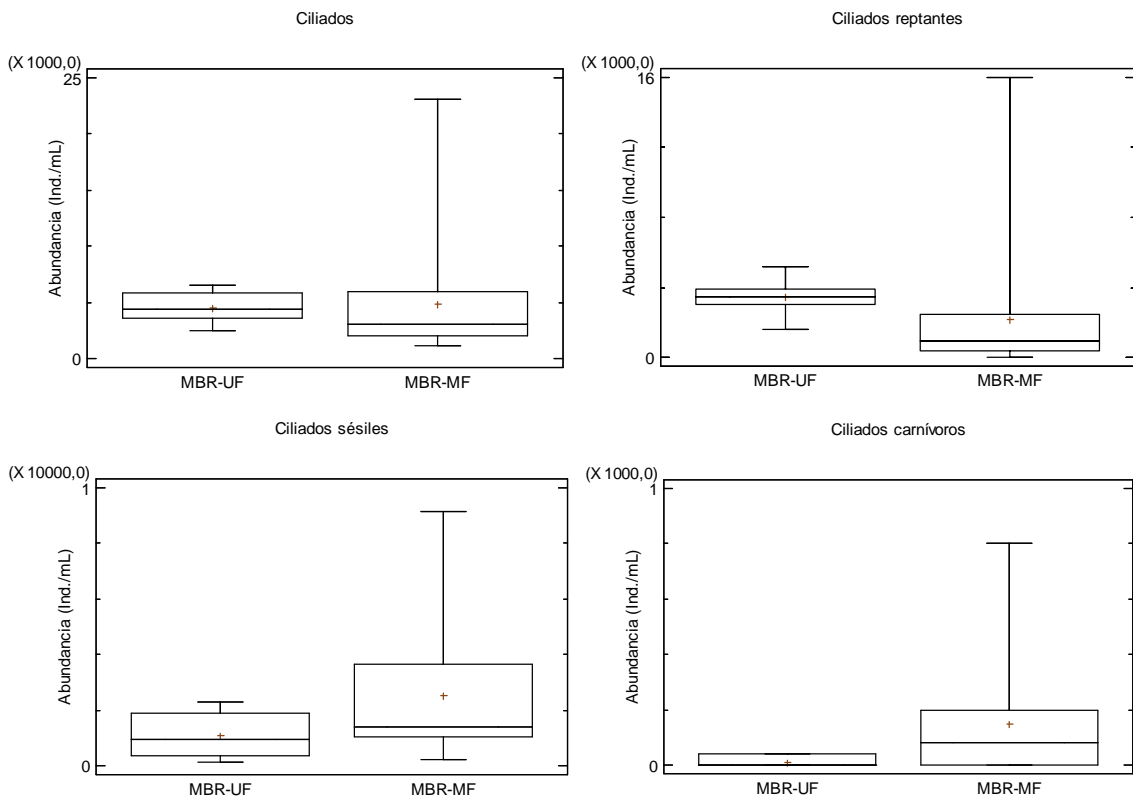 Ciliados
(X 1000,0)
25
Abundancia (Ind./mL)
0
MBR-UF MBR-MF
Ciliados reptantes
(X 1000,0)
16
Abundancia (Ind./mL)
0
MBR-UF MBR-MF
Ciliados sésiles
(X 10000,0)
1
Abundancia (Ind./mL)
0
MBR-UF MBR-MF
Ciliados carnívoros
(X 1000,0)
1
Abundancia (Ind./mL)
0
MBR-UF MBR-MF